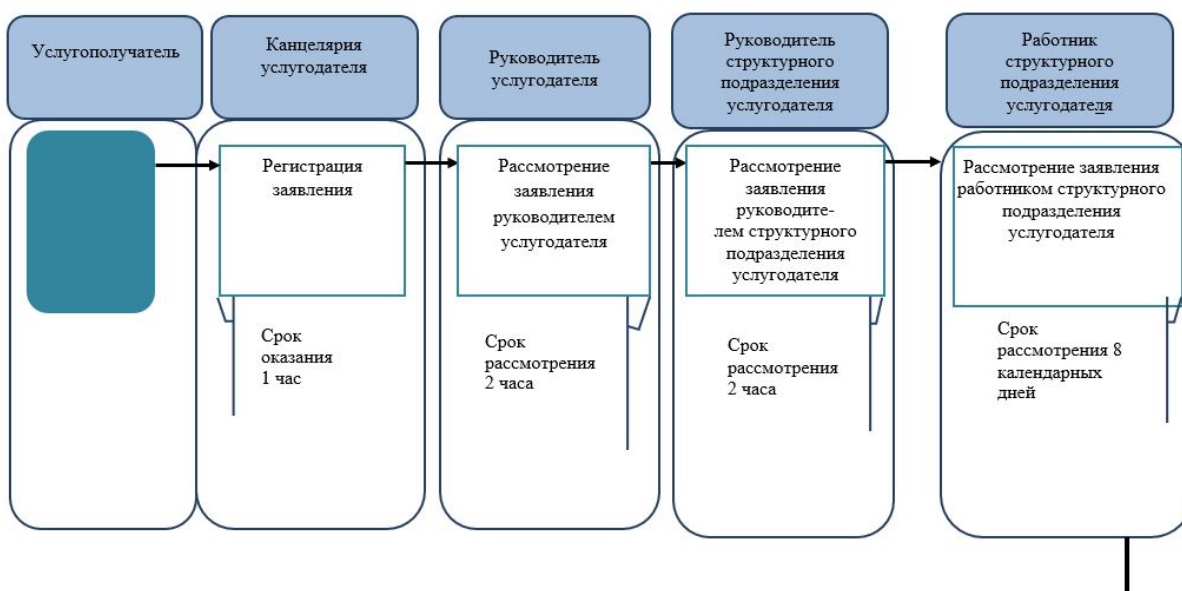 Услугополучатель
Канцелярия
услугодателя
Руководитель
услугодателя
Руководитель
структурного
подразделения
услугодателя
Работник
структурного
подразделения
услугодателя
Регистрация
заявления
Рассмотрение
заявления
руководителем
услугодателя
Рассмотрение
заявления
руководите-
лем структурного
подразделения
услугодателя
Рассмотрение заявления
работником структурного
подразделения
услугодателя
Срок
оказания
1 час
Срок
рассмотрения
2 часа
Срок
рассмотрения
2 часа
Срок
рассмотрения 8
календарных
дней